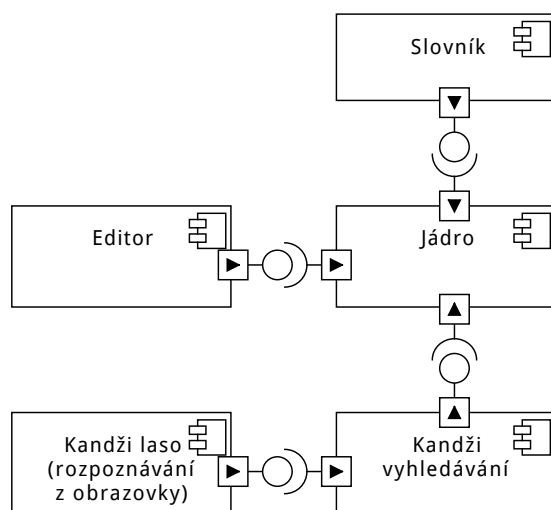 Slovník
Editor
Jádro
Kandži laso
(rozpoznávání
z obrazovky)
Kandži
vyhledávání